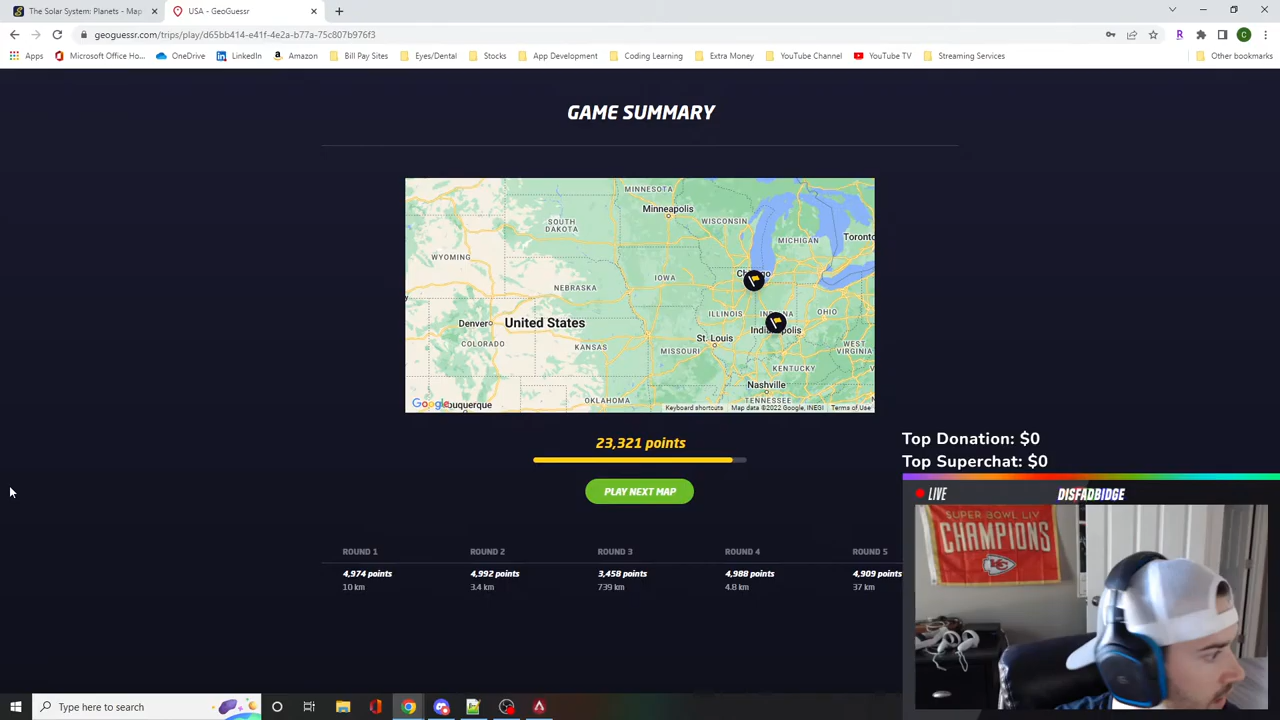 The Solar System: Planets - Map
USA - GeoGuessr
geoguessr.com/trips/play/d65bb414-e41f-4e2a-b77a-75c807b976f3
Apps
Microsoft Office Ho...
OneDrive
LinkedIn
Amazon
Bill Pay Sites
Eyes/Dental
Stocks
App Development
Coding Learning
Extra Money
YouTube Channel
YouTube TV
Streaming Services
Other bookmarks
GAME SUMMARY
MINNESOTA
Minneapolis
WISCONSIN
SOUTH
DAKOTA
MICHIGAN
Toronto
WYOMING
IOWA
NEBRASKA
ILLINOIS
OHIO
Denver
United States
Indianapolis
COLORADO
KANSAS
St. Louis
MISSOURI
WEST
VIRGINIA
KENTUCKY
Nashville
TENNESSEE
OKLAHOMA
Google
buquerque
Keyboard shortcuts
Map data ©2022 Google, INEGI
Terms of Use
23,321 points
PLAY NEXT MAP
ROUND 1 ROUND 2 ROUND 3 ROUND 4 ROUND 5
4,974 points 4,992 points 3,458 points 4,988 points 4,909 points
10 km 3.4 km 739 km 4.8 km 37 km
Top Donation: $0
Top Superchat: $0
LIVE
DISFADBIDGE
SUPER BOWL LIV
CHAMPIONS
KC
Type here to search